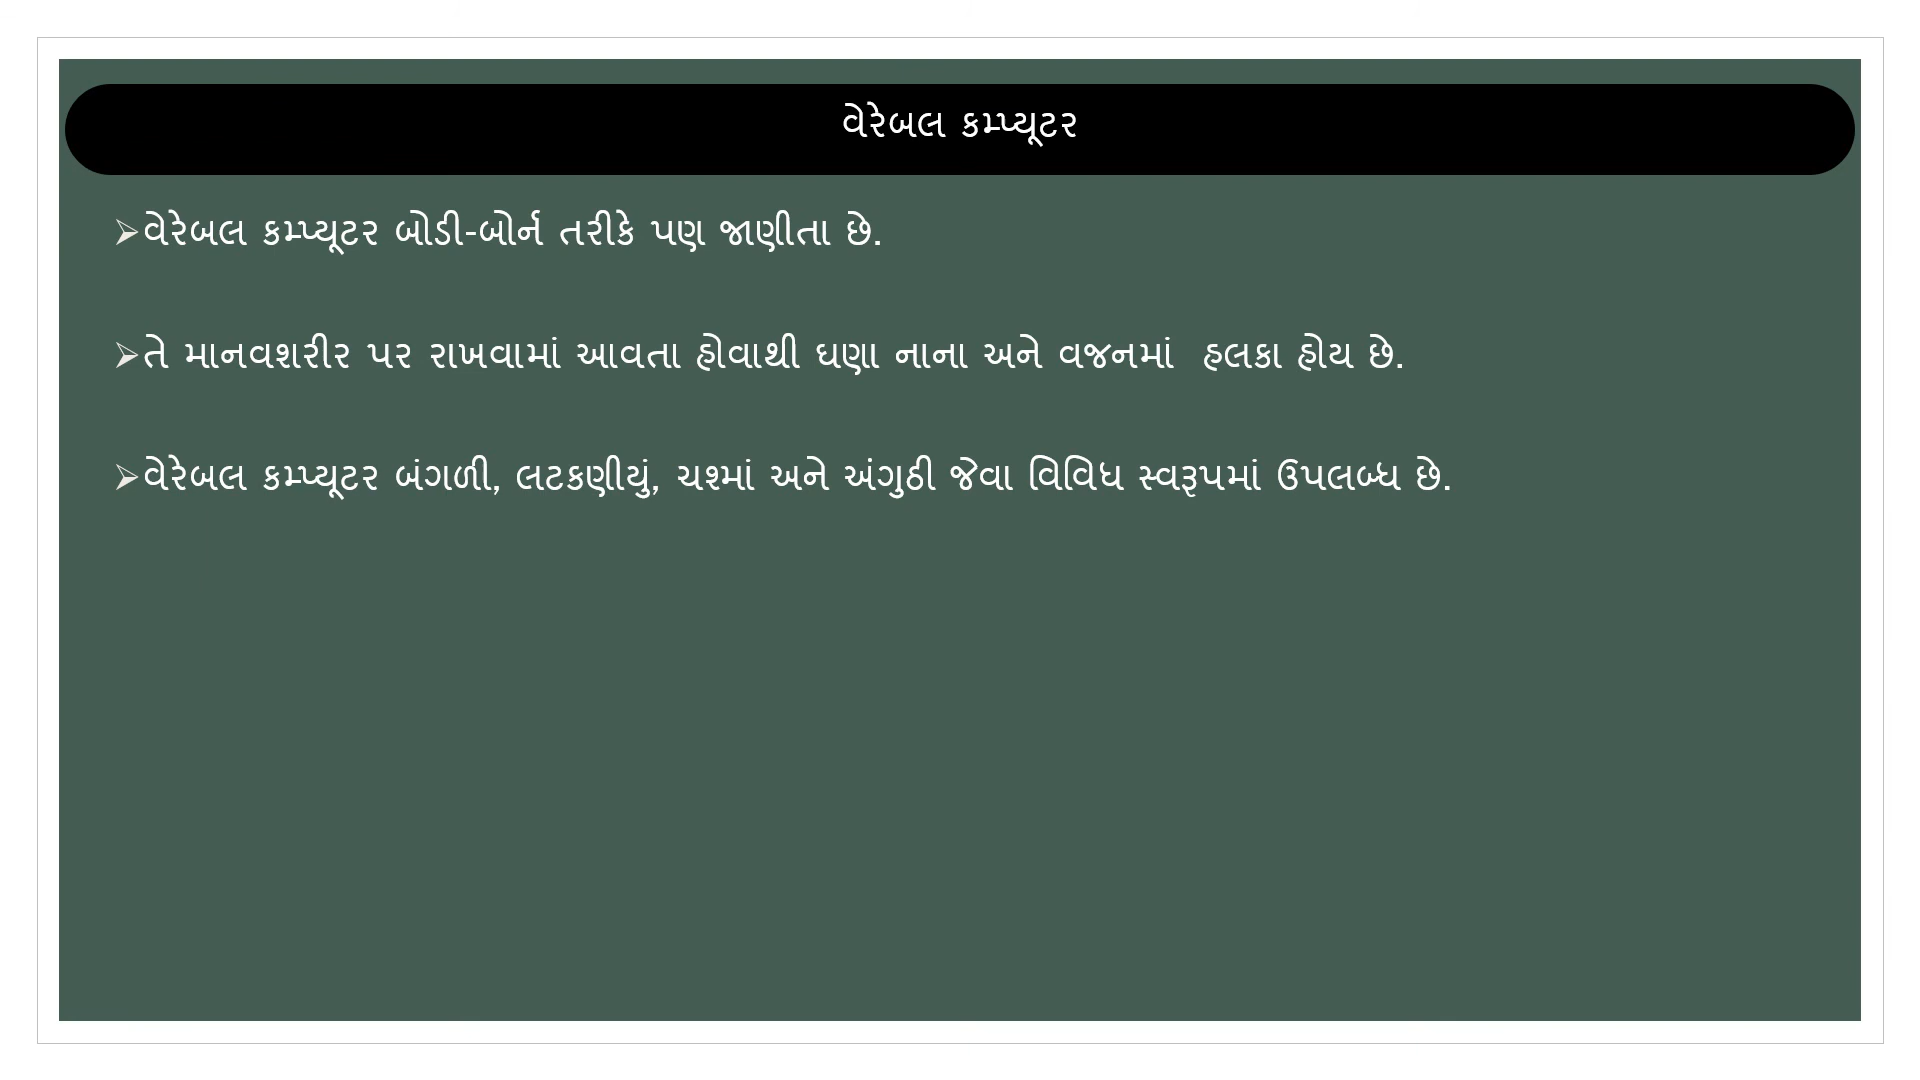 વેરેબલ કમ્પ્યૂટર
➢વેરેબલ કમ્પ્યૂટર બોડી-બોર્ન તરીકે પણ જાણીતા છે.
➢તે માનવશરીર પર રાખવામાં આવતા હોવાથી ઘણા નાના અને વજનમાં  હલકા હોય છે.
➢વેરેબલ કમ્પ્યૂટર બંગળી, લટકણીયું, ચશ્માં અને અંગુઠી જેવા વિવિધ સ્વરૂપમાં ઉપલબ્ધ છે.